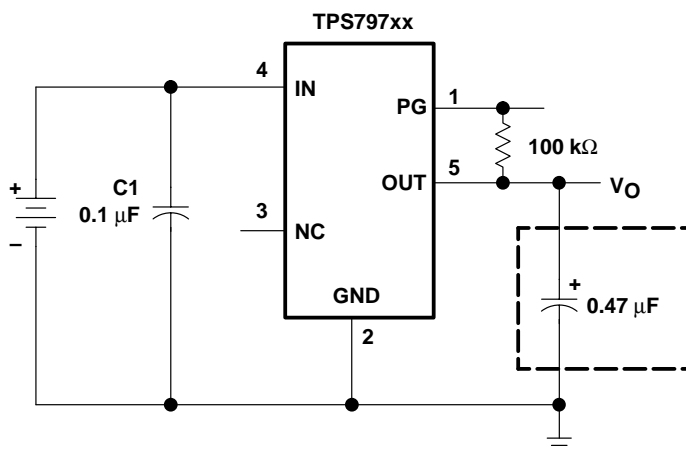 TPS797xx
4
IN
PG
1
100 kΩ
OUT
5
V_O
+
C1
0.1 μF
3
NC
–
GND
2
+
0.47 μF